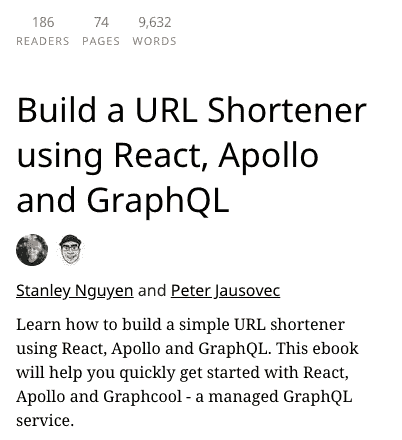 186 74 9,632
READERS PAGES WORDS
Build a URL Shortener
using React, Apollo
and GraphQL
Stanley Nguyen and Peter Jausovec
Learn how to build a simple URL shortener
using React, Apollo and GraphQL. This ebook
will help you quickly get started with React,
Apollo and Graphcool - a managed GraphQL
service.